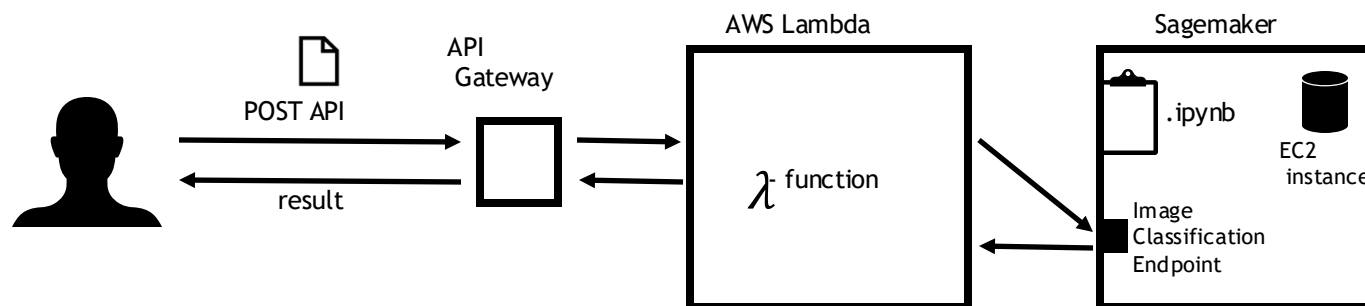 AWS Lambda
Sagemaker
API
Gateway
POST API
.ipynb
EC2
instance
result
λ- function
Image
Classification
Endpoint